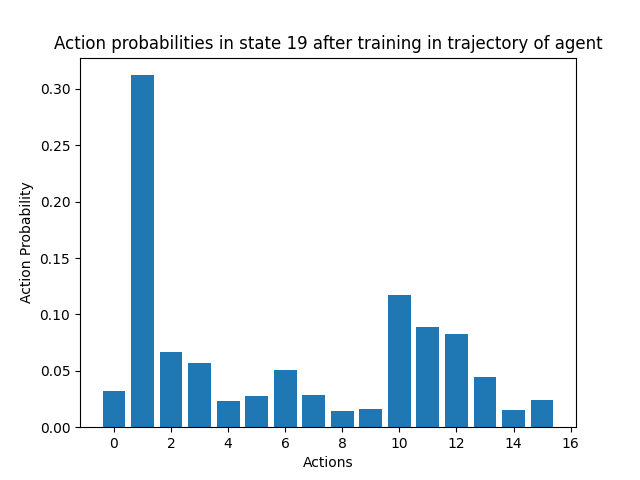 Action probabilities in state 19 after training in trajectory of agent
0.30
0.25
0.20
0.15
0.10
0.05
0.00
Action Probability
0 2 4 6 8 10 12 14 16
Actions